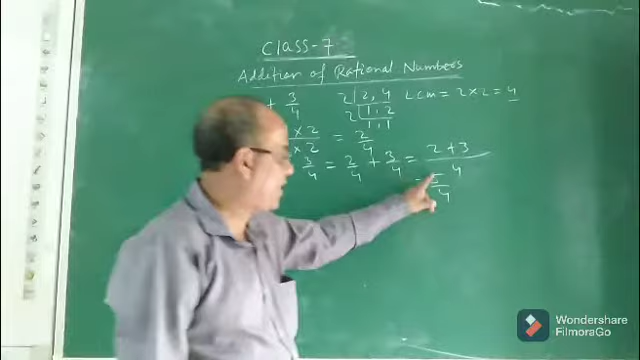 Class-7
Addition of Rational Numbers
+ 3/4 2 | 2, 4 LCM = 2 x 2 = 4
2 | 1, 2
1, 1
x 2 / x 2 = 2/4
3/4 = 2/4 + 3/4 = 2+3 / 4
5/4
Wondershare
FilmoraGo